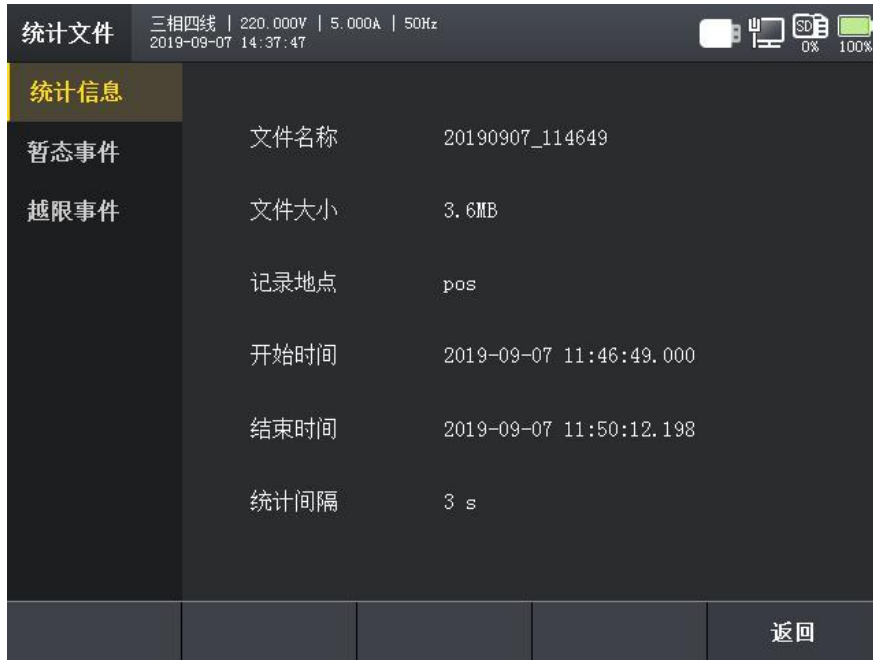 统计文件
三相四线 | 220.000V | 5.000A | 50Hz
2019-09-07 14:37:47
SD
0%
100%
统计信息
暂态事件
越限事件
文件名称 20190907_114649
文件大小 3.6MB
记录地点 pos
开始时间 2019-09-07 11:46:49.000
结束时间 2019-09-07 11:50:12.198
统计间隔 3 s
返回